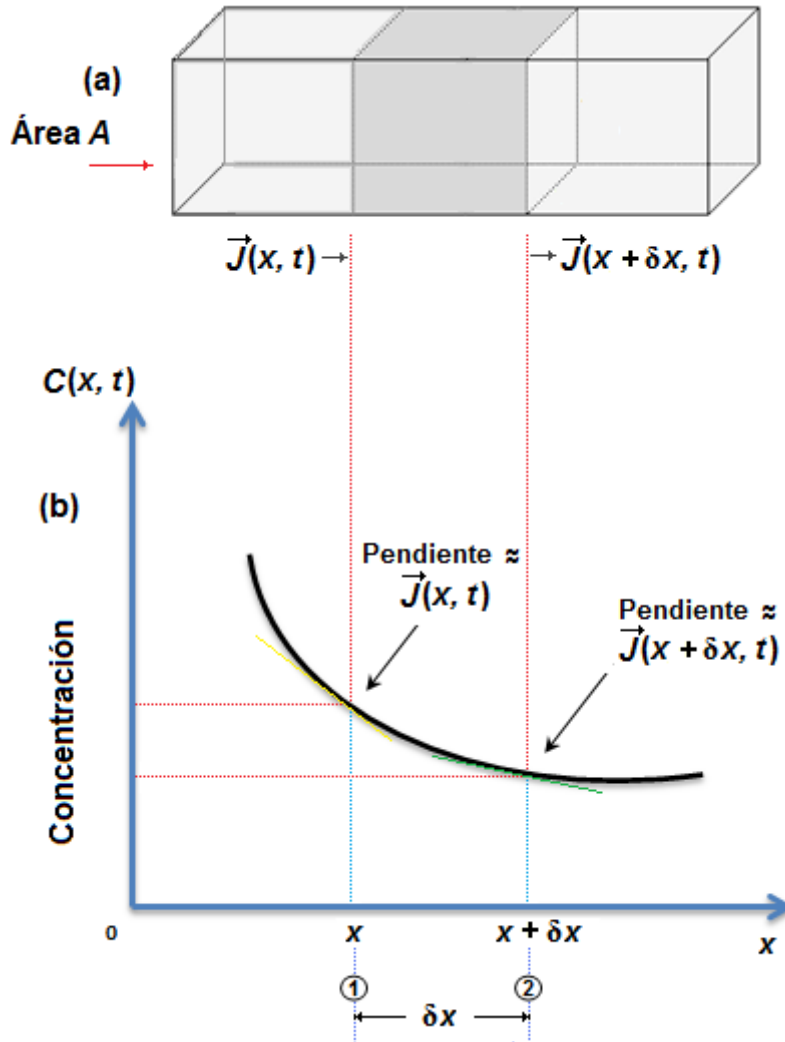 (a)
Área A
J⃗(x, t) →
→ J⃗(x + δx, t)
C(x, t)
(b)
Pendiente ≈
J⃗(x, t)
Pendiente ≈
J⃗(x + δx, t)
Concentración
0
x
x + δx
x
①
②
δx